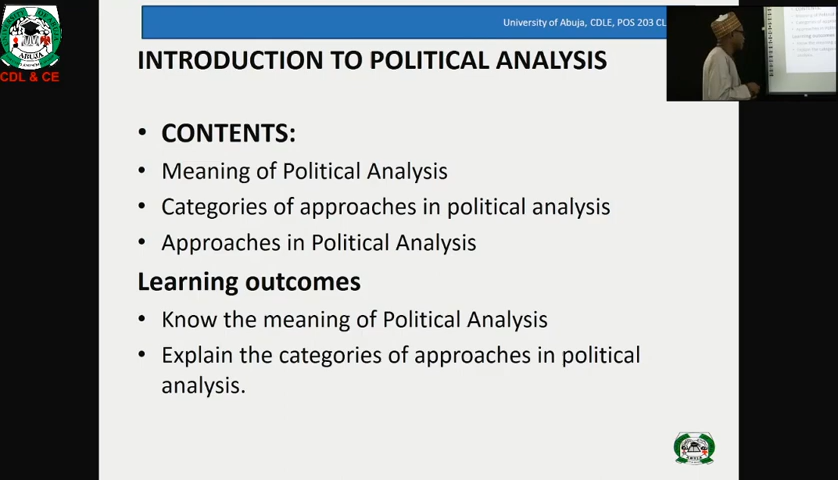 University of Abuja, CDLE, POS 203 CL
CDL & CE
INTRODUCTION TO POLITICAL ANALYSIS
• CONTENTS:
• Meaning of Political Analysis
• Categories of approaches in political analysis
• Approaches in Political Analysis
Learning outcomes
• Know the meaning of Political Analysis
• Explain the categories of approaches in political
analysis.